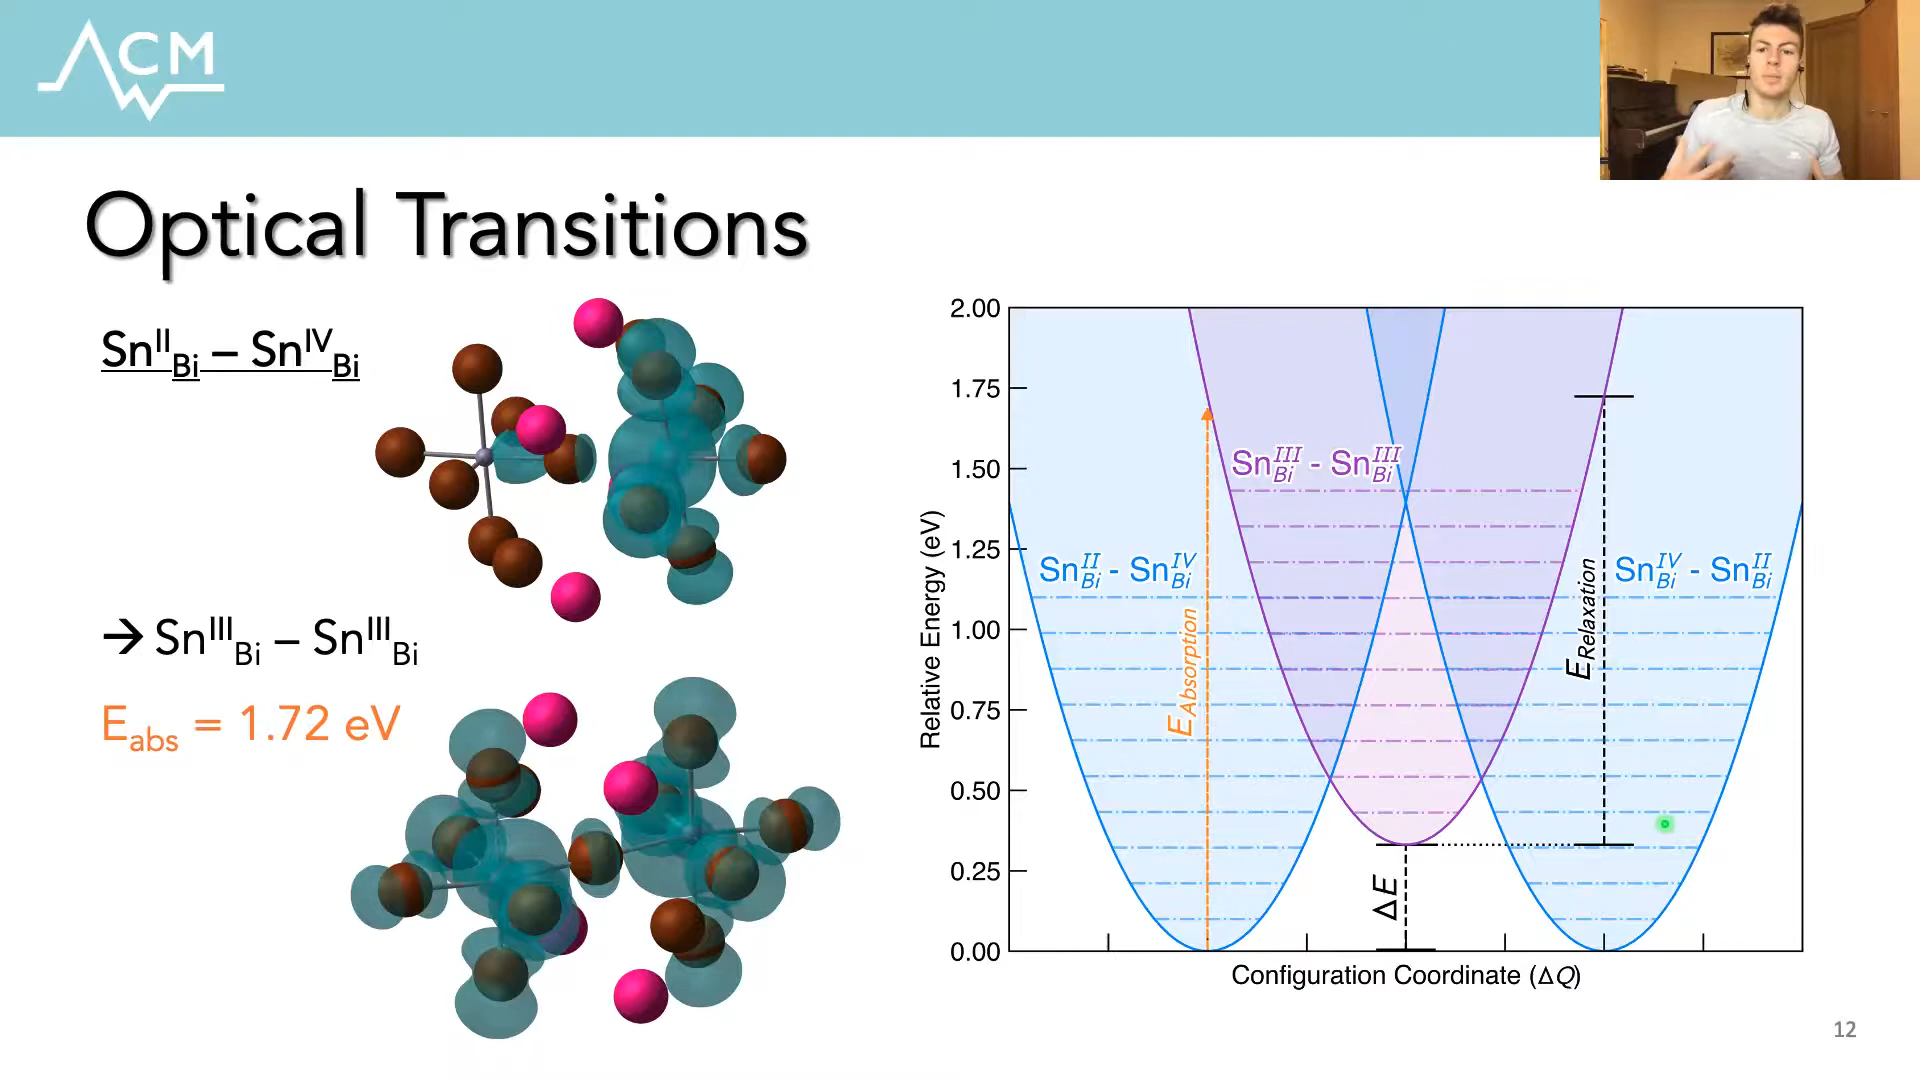 ACMW
Optical Transitions
Sn^II_Bi – Sn^IV_Bi
→ Sn^III_Bi – Sn^III_Bi
E_abs = 1.72 eV
2.00
1.75
1.50
1.25
1.00
0.75
0.50
0.25
0.00
Relative Energy (eV)
Sn^III_Bi - Sn^III_Bi
Sn^II_Bi - Sn^IV_Bi
Sn^IV_Bi - Sn^II_Bi
E_Absorption
E_Relaxation
ΔE
Configuration Coordinate (ΔQ)
12